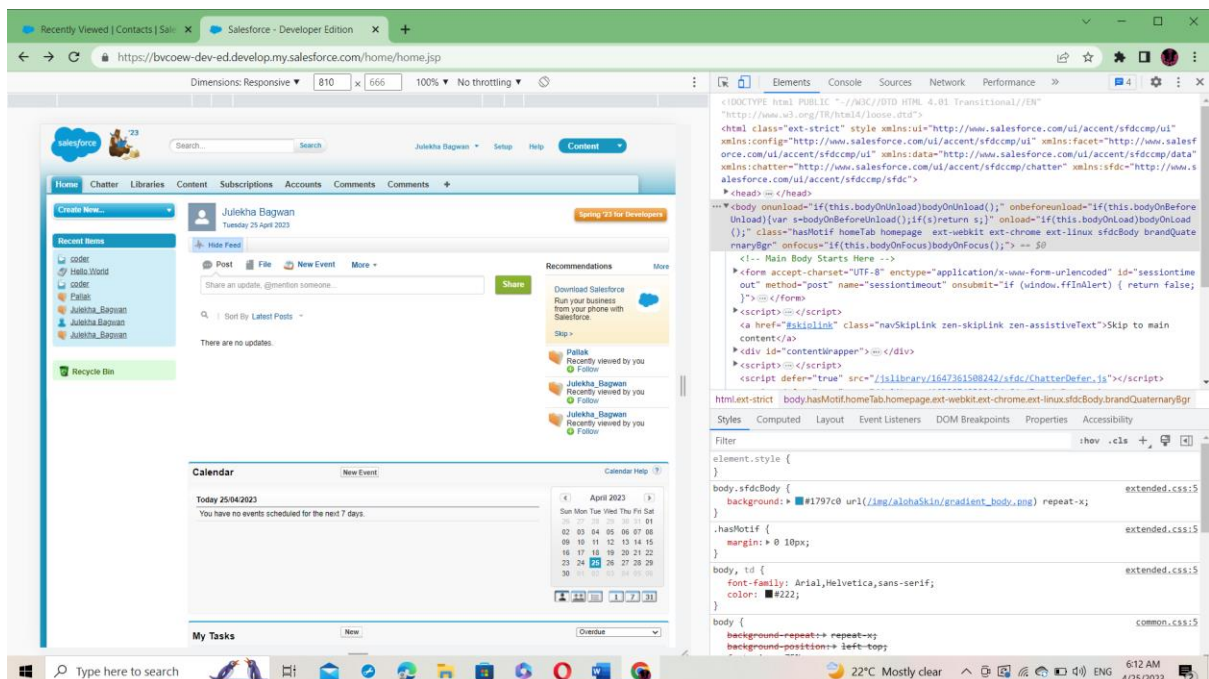 Recently Viewed | Contacts | Sale
Salesforce - Developer Edition
https://bvcoew-dev-ed.develop.my.salesforce.com/home/home.jsp
Dimensions: Responsive ▼ 810 x 666 100% ▼ No throttling ▼
salesforce '23
Search... Search
Julekha Bagwan Setup Help Content
Home Chatter Libraries Content Subscriptions Accounts Comments Comments +
Create New...
Recent Items
coder
Hello World
coder
Pallak
Julekha_Bagwan
Julekha Bagwan
Julekha_Bagwan
Recycle Bin
Julekha Bagwan
Tuesday 25 April 2023
Spring '23 for Developers
Hide Feed
Post File New Event More
Share an update, @mention someone... Share
Sort By Latest Posts
There are no updates.
Recommendations More
Download Salesforce
Run your business
from your phone with
Salesforce.
Skip >
Pallak
Recently viewed by you
Follow
Julekha_Bagwan
Recently viewed by you
Follow
Julekha_Bagwan
Recently viewed by you
Follow
Calendar New Event Calendar Help ?
Today 25/04/2023
You have no events scheduled for the next 7 days.
April 2023
Sun Mon Tue Wed Thu Fri Sat
26 27 28 29 30 31 01
02 03 04 05 06 07 08
09 10 11 12 13 14 15
16 17 18 19 20 21 22
23 24 25 26 27 28 29
30 01 02 03 04 05 06
1 7 31
My Tasks New Overdue
Elements Console Sources Network Performance » 4
<!DOCTYPE html PUBLIC "-//W3C//DTD HTML 4.01 Transitional//EN"
"http://www.w3.org/TR/html4/loose.dtd">
<html class="ext-strict" style xmlns:ui="http://www.salesforce.com/ui/accent/sfdccmp/ui"
xmlns:config="http://www.salesforce.com/ui/accent/sfdccmp/ui" xmlns:facet="http://www.salesf
orce.com/ui/accent/sfdccmp/ui" xmlns:data="http://www.salesforce.com/ui/accent/sfdccmp/data"
xmlns:chatter="http://www.salesforce.com/ui/accent/sfdccmp/chatter" xmlns:sfdc="http://www.s
alesforce.com/ui/accent/sfdccmp/sfdc">
▶<head> … </head>
… ▼<body onunload="if(this.bodyOnUnload)bodyOnUnload();" onbeforeunload="if(this.bodyOnBefore
Unload){var s=bodyOnBeforeUnload();if(s)return s;}" onload="if(this.bodyOnLoad)bodyOnLoad
();" class="hasMotif homeTab homepage ext-webkit ext-chrome ext-linux sfdcBody brandQuate
rnaryBgr" onfocus="if(this.bodyOnFocus)bodyOnFocus();"> == $0
<!-- Main Body Starts Here -->
▶<form accept-charset="UTF-8" enctype="application/x-www-form-urlencoded" id="sessiontime
out" method="post" name="sessiontimeout" onsubmit="if (window.ffInAlert) { return false;
}"> … </form>
▶<script> … </script>
<a href="#skiplink" class="navSkipLink zen-skipLink zen-assistiveText">Skip to main
content</a>
▶<div id="contentWrapper"> … </div>
▶<script> … </script>
<script defer="true" src="/jslibrary/1647361508242/sfdc/ChatterDefer.js"></script>
html.ext-strict body.hasMotif.homeTab.homepage.ext-webkit.ext-chrome.ext-linux.sfdcBody.brandQuaternaryBgr
Styles Computed Layout Event Listeners DOM Breakpoints Properties Accessibility
Filter :hov .cls +
element.style {
}
body.sfdcBody { extended.css:5
background: ▶ #1797c0 url(/img/alohaSkin/gradient_body.png) repeat-x;
}
.hasMotif { extended.css:5
margin: ▶ 0 10px;
}
body, td { extended.css:5
font-family: Arial,Helvetica,sans-serif;
color: #222;
}
body { common.css:5
background-repeat: ▶ repeat-x;
background-position: ▶ left top;
Type here to search
22°C Mostly clear ENG 6:12 AM
4/25/2023